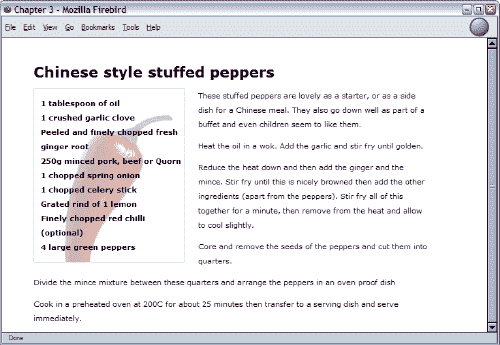 Chapter 3 - Mozilla Firebird
File Edit View Go Bookmarks Tools Help
Chinese style stuffed peppers
1 tablespoon of oil
1 crushed garlic clove
Peeled and finely chopped fresh
ginger root
250g minced pork, beef or Quorn
1 chopped spring onion
1 chopped celery stick
Grated rind of 1 lemon
Finely chopped red chilli
(optional)
4 large green peppers
These stuffed peppers are lovely as a starter, or as a side
dish for a Chinese meal. They also go down well as part of a
buffet and even children seem to like them.
Heat the oil in a wok. Add the garlic and stir fry until golden.
Reduce the heat down and then add the ginger and the
mince. Stir fry until this is nicely browned then add the other
ingredients (apart from the peppers). Stir fry all of this
together for a minute, then remove from the heat and allow
to cool slightly.
Core and remove the seeds of the peppers and cut them into
quarters.
Divide the mince mixture between these quarters and arrange the peppers in an oven proof dish
Cook in a preheated oven at 200C for about 25 minutes then transfer to a serving dish and serve
immediately.
Done